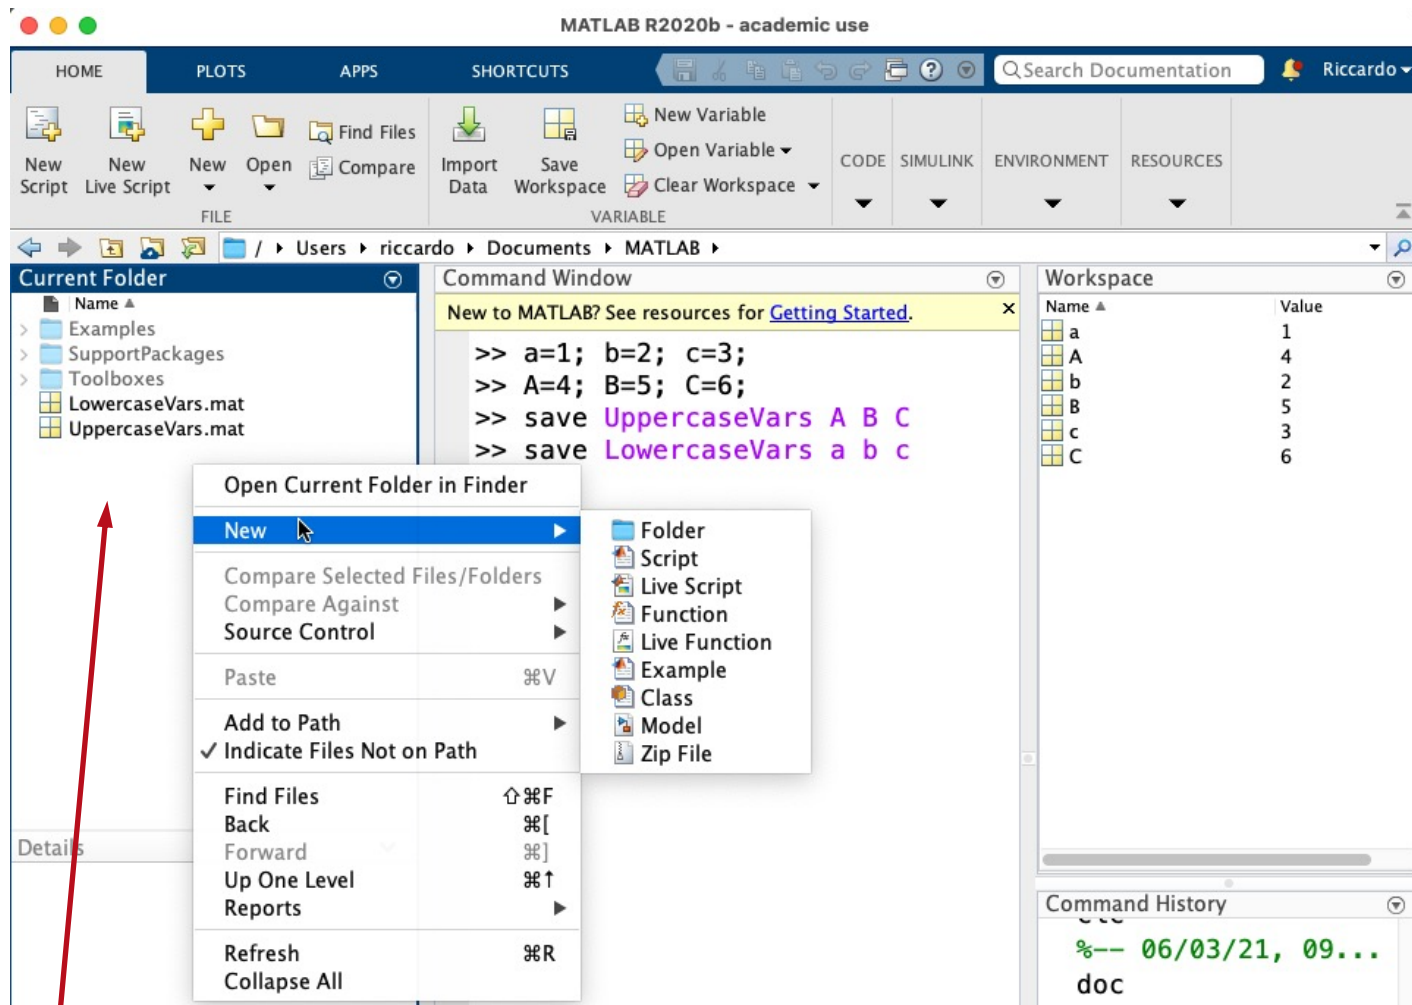 MATLAB R2020b - academic use
HOME PLOTS APPS SHORTCUTS Search Documentation Riccardo
New Script
New Live Script
New
Open
Find Files
Compare
FILE
Import Data
Save Workspace
New Variable
Open Variable
Clear Workspace
VARIABLE
CODE SIMULINK ENVIRONMENT RESOURCES
/ Users riccardo Documents MATLAB
Current Folder
Name
Examples
SupportPackages
Toolboxes
LowercaseVars.mat
UppercaseVars.mat
Details
Open Current Folder in Finder
New
Compare Selected Files/Folders
Compare Against
Source Control
Paste ⌘V
Add to Path
✓ Indicate Files Not on Path
Find Files ⇧⌘F
Back ⌘[
Forward ⌘]
Up One Level ⌘↑
Reports
Refresh ⌘R
Collapse All
Folder
Script
Live Script
Function
Live Function
Example
Class
Model
Zip File
Command Window
New to MATLAB? See resources for Getting Started.
>> a=1; b=2; c=3;
>> A=4; B=5; C=6;
>> save UppercaseVars A B C
>> save LowercaseVars a b c
Workspace
Name Value
a 1
A 4
b 2
B 5
c 3
C 6
Command History
%-- 06/03/21, 09...
doc